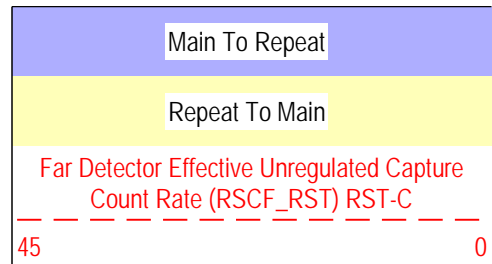 Main To Repeat
Repeat To Main
Far Detector Effective Unregulated Capture
Count Rate (RSCF_RST) RST-C
45 0